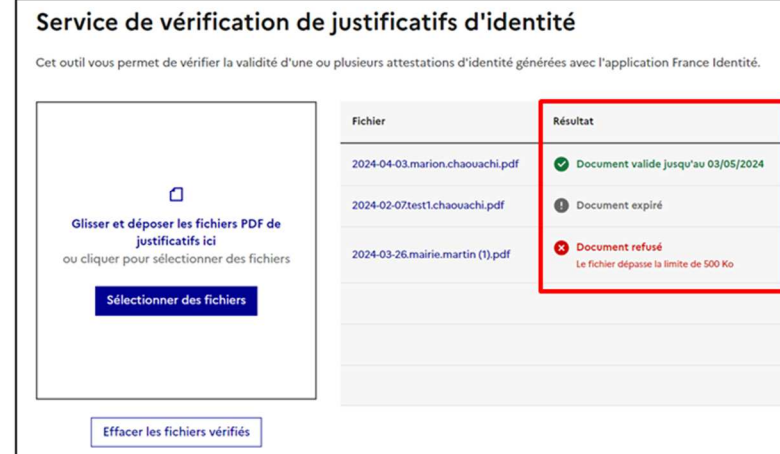 Service de vérification de justificatifs d'identité
Cet outil vous permet de vérifier la validité d'une ou plusieurs attestations d'identité générées avec l'application France Identité.
Glisser et déposer les fichiers PDF de
justificatifs ici
ou cliquer pour sélectionner des fichiers
Sélectionner des fichiers
Effacer les fichiers vérifiés
Fichier Résultat
2024-04-03.marion.chaouachi.pdf Document valide jusqu'au 03/05/2024
2024-02-07.test1.chaouachi.pdf Document expiré
2024-03-26.mairie.martin (1).pdf Document refusé
Le fichier dépasse la limite de 500 Ko